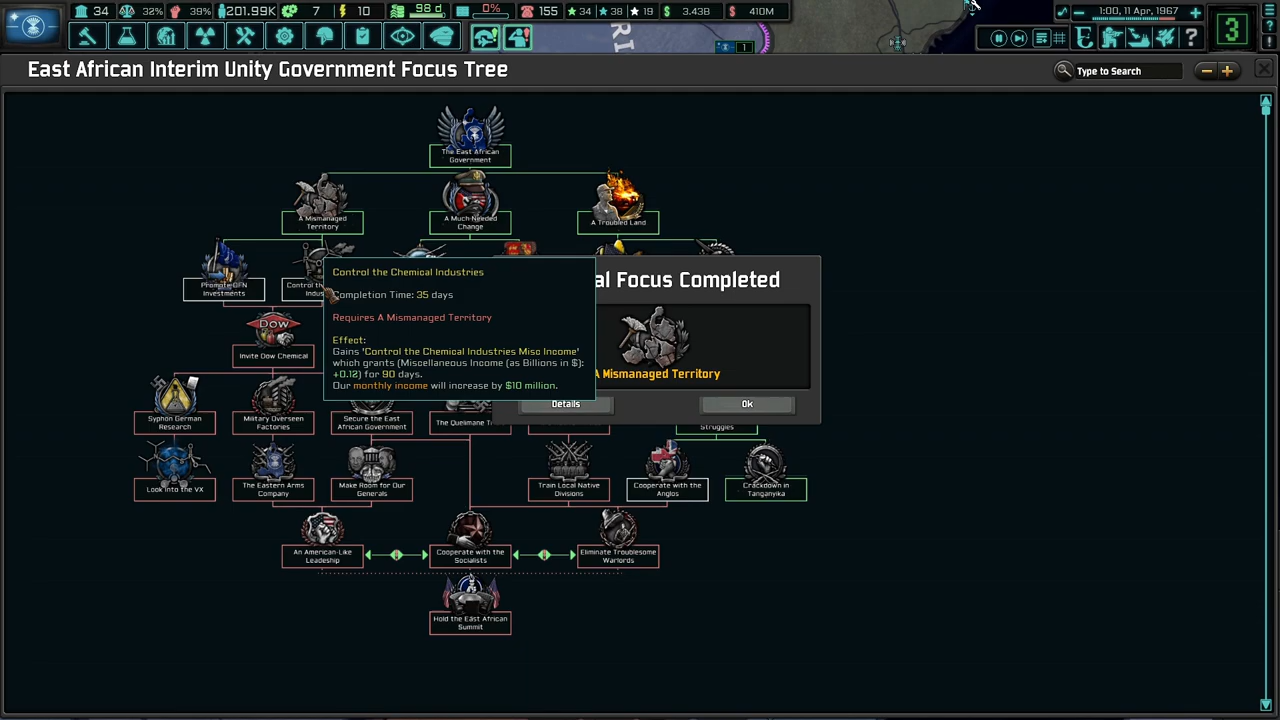 34 32% 39% 201.99K 7 10 98 d 0% 155 34 38 19 $ 3.43B $ 410M 1:00, 11 Apr, 1967
3
RI
1
East African Interim Unity Government Focus Tree
Type to Search
The East African
Government
A Mismanaged
Territory
A Much-Needed
Change
A Troubled Land
Promote OFN
Investments
Control the Chemical Industries
Completion Time: 35 days
Requires A Mismanaged Territory
Effect:
Gains 'Control the Chemical Industries Misc Income'
which grants (Miscellaneous Income (as Billions in $):
+0.12) for 90 days.
Our monthly income will increase by $10 million.
al Focus Completed
A Mismanaged Territory
Details
Ok
DOW
Invite Dow Chemical
Syphon German
Research
Military Overseen
Factories
Secure the East
African Government
The Quelimane
Struggles
Look into the VX
The Eastern Arms
Company
Make Room for Our
Generals
Train Local Native
Divisions
Cooperate with the
Anglos
Crackdown in
Tanganyika
An American-Like
Leadership
Cooperate with the
Socialists
Eliminate Troublesome
Warlords
Hold the East African
Summit